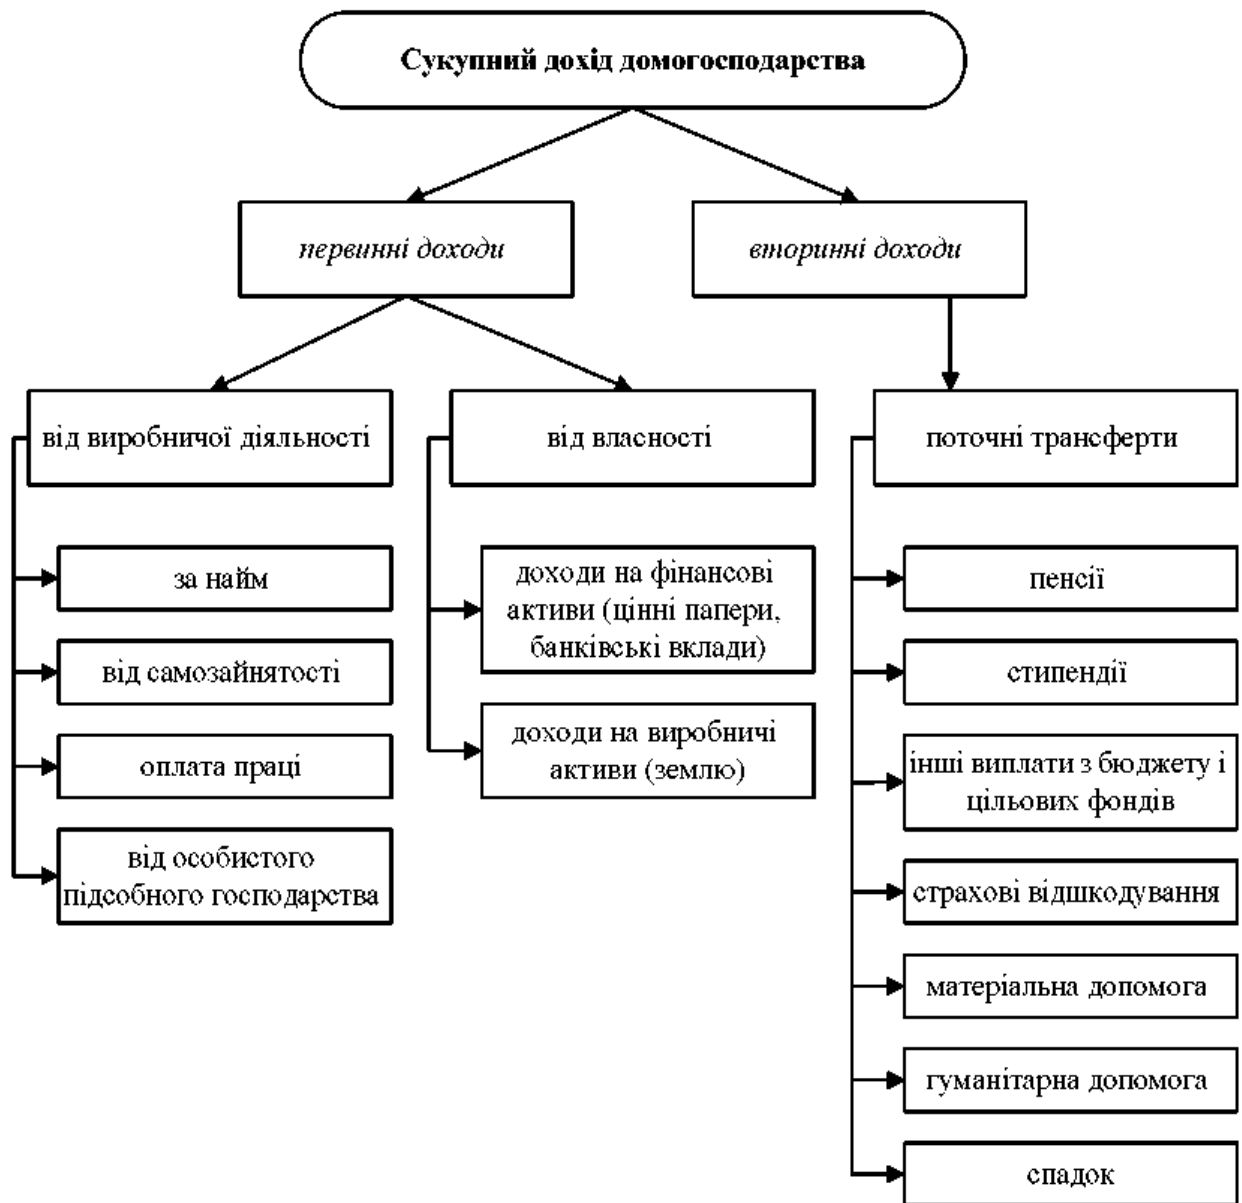 Сукупний дохід домогосподарства
первинні доходи
вторинні доходи
від виробничої діяльності
від власності
поточні трансферти
за найм
від самозайнятості
оплата праці
від особистого
підсобного господарства
доходи на фінансові
активи (цінні папери,
банківські вклади)
доходи на виробничі
активи (землю)
пенсії
стипендії
інші виплати з бюджету і
цільових фондів
страхові відшкодування
матеріальна допомога
гуманітарна допомога
спадок